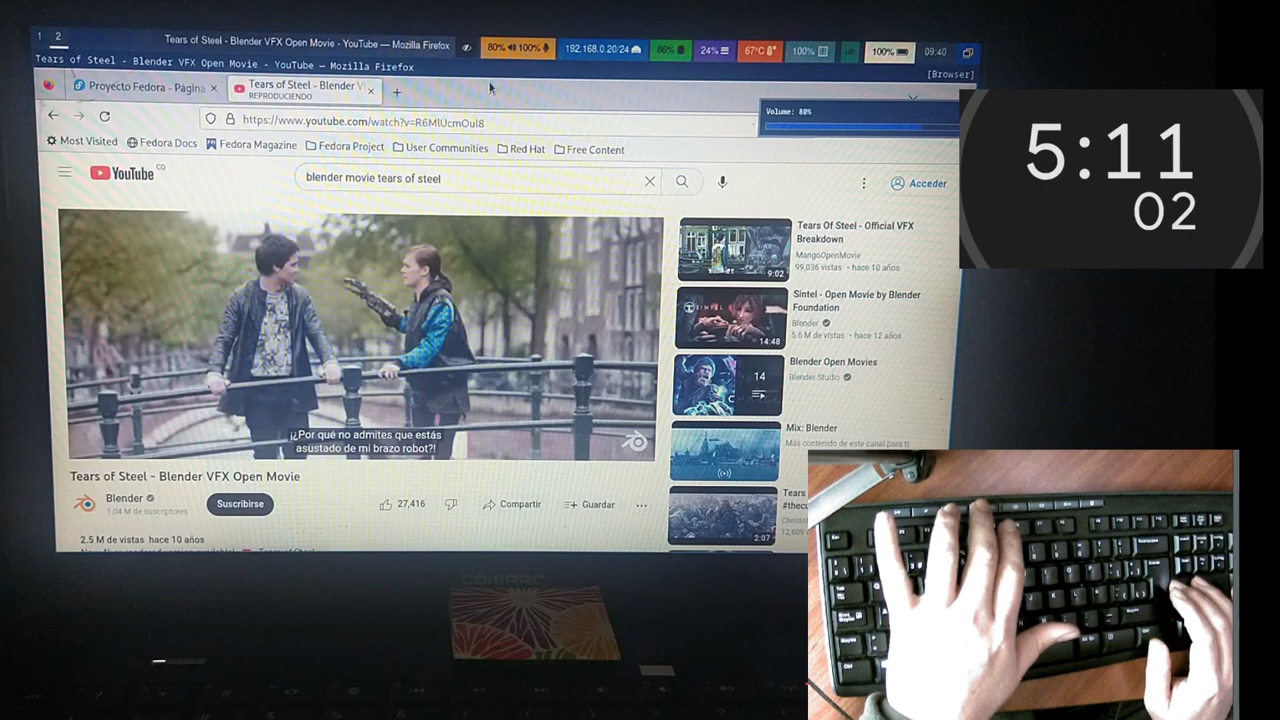 1 2
Tears of Steel - Blender VFX Open Movie - YouTube — Mozilla Firefox
80% 100%
192.168.0.20/24
86%
24%
67°C
100%
100%
09:40
Tears of Steel - Blender VFX Open Movie - YouTube — Mozilla Firefox
[Browser]
Proyecto Fedora - Página
Tears of Steel - Blender V
REPRODUCIENDO
Volume: 80%
https://www.youtube.com/watch?v=R6MlUcmOul8
Most Visited
Fedora Docs
Fedora Magazine
Fedora Project
User Communities
Red Hat
Free Content
YouTube CO
blender movie tears of steel
Acceder
5:11
02
¡¿Por qué no admites que estás
asustado de mi brazo robot?!
Tears of Steel - Blender VFX Open Movie
Blender
1.04 M de suscriptores
Suscribirse
27,416
Compartir
Guardar
2.5 M de vistas hace 10 años
Tears Of Steel - Official VFX
Breakdown
MangoOpenMovie
99,036 vistas • hace 10 años
9:02
SINTEL
Sintel - Open Movie by Blender
Foundation
Blender
5.6 M de vistas • hace 12 años
14:48
Blender Open Movies
Blender Studio
14
Mix: Blender
Más contenido de este canal para ti
Tears
#thecu
Christo
12,609
2:07
COMPAQ